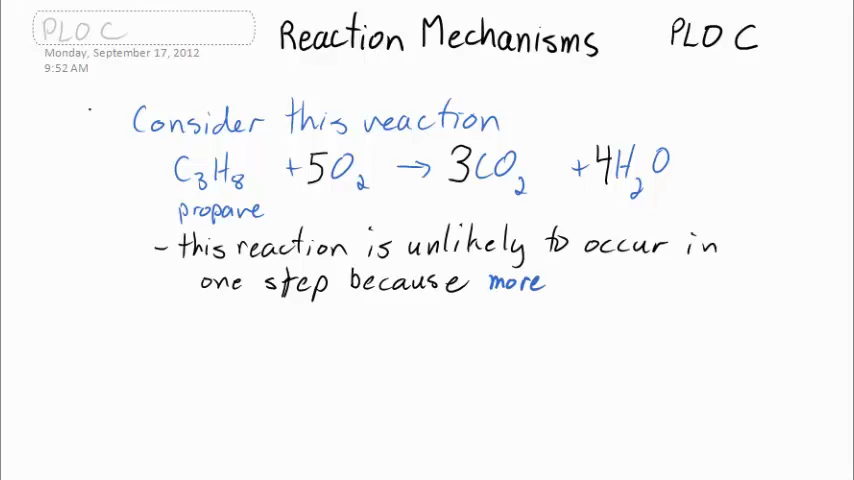 PLO C
Monday, September 17, 2012
9:52 AM
Reaction Mechanisms PLO C
Consider this reaction
C₃H₈ + 5O₂ → 3CO₂ + 4H₂O
propane
- this reaction is unlikely to occur in
one step because more